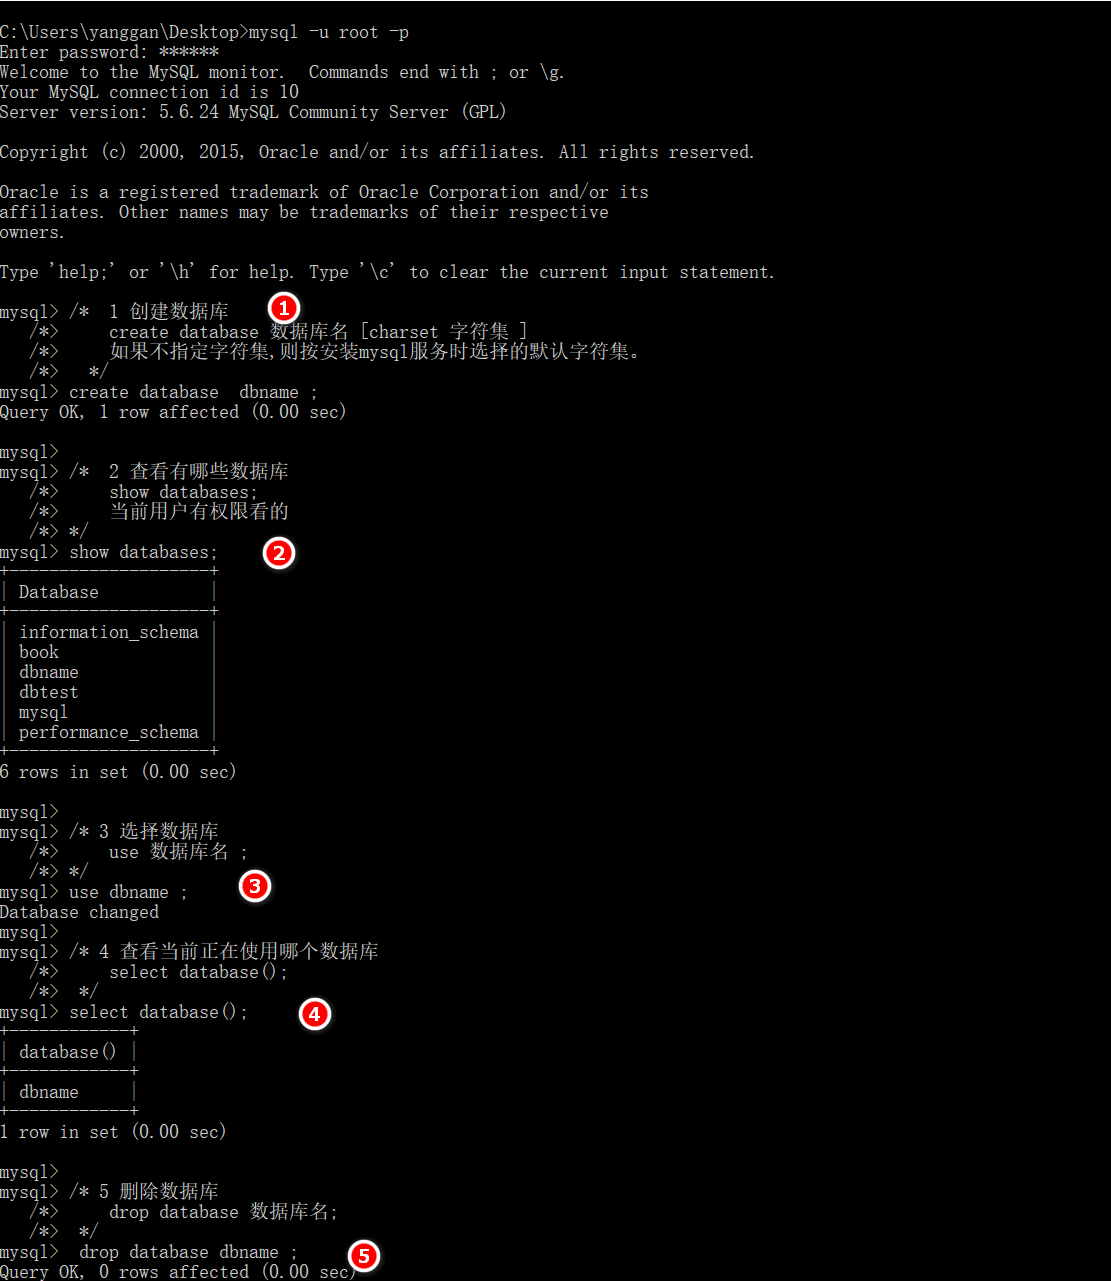 C:\Users\yanggan\Desktop>mysql -u root -p
Enter password: ******
Welcome to the MySQL monitor.  Commands end with ; or \g.
Your MySQL connection id is 10
Server version: 5.6.24 MySQL Community Server (GPL)
Copyright (c) 2000, 2015, Oracle and/or its affiliates. All rights reserved.
Oracle is a registered trademark of Oracle Corporation and/or its
affiliates. Other names may be trademarks of their respective
owners.
Type 'help;' or '\h' for help. Type '\c' to clear the current input statement.
mysql> /*  1 创建数据库 1
   /*>     create database 数据库名 [charset 字符集 ]
   /*>     如果不指定字符集,则按安装mysql服务时选择的默认字符集。
   /*>   */
mysql> create database  dbname ;
Query OK, 1 row affected (0.00 sec)
mysql>
mysql> /*  2 查看有哪些数据库
   /*>     show databases;
   /*>     当前用户有权限看的
   /*> */
mysql> show databases; 2
+--------------------+
| Database           |
+--------------------+
| information_schema |
| book               |
| dbname             |
| dbtest             |
| mysql              |
| performance_schema |
+--------------------+
6 rows in set (0.00 sec)
mysql>
mysql> /* 3 选择数据库
   /*>     use 数据库名 ;
   /*> */
mysql> use dbname ; 3
Database changed
mysql>
mysql> /* 4 查看当前正在使用哪个数据库
   /*>     select database();
   /*>  */
mysql> select database(); 4
+------------+
| database() |
+------------+
| dbname     |
+------------+
1 row in set (0.00 sec)
mysql>
mysql> /* 5 删除数据库
   /*>     drop database 数据库名;
   /*>  */
mysql>  drop database dbname ; 5
Query OK, 0 rows affected (0.00 sec)